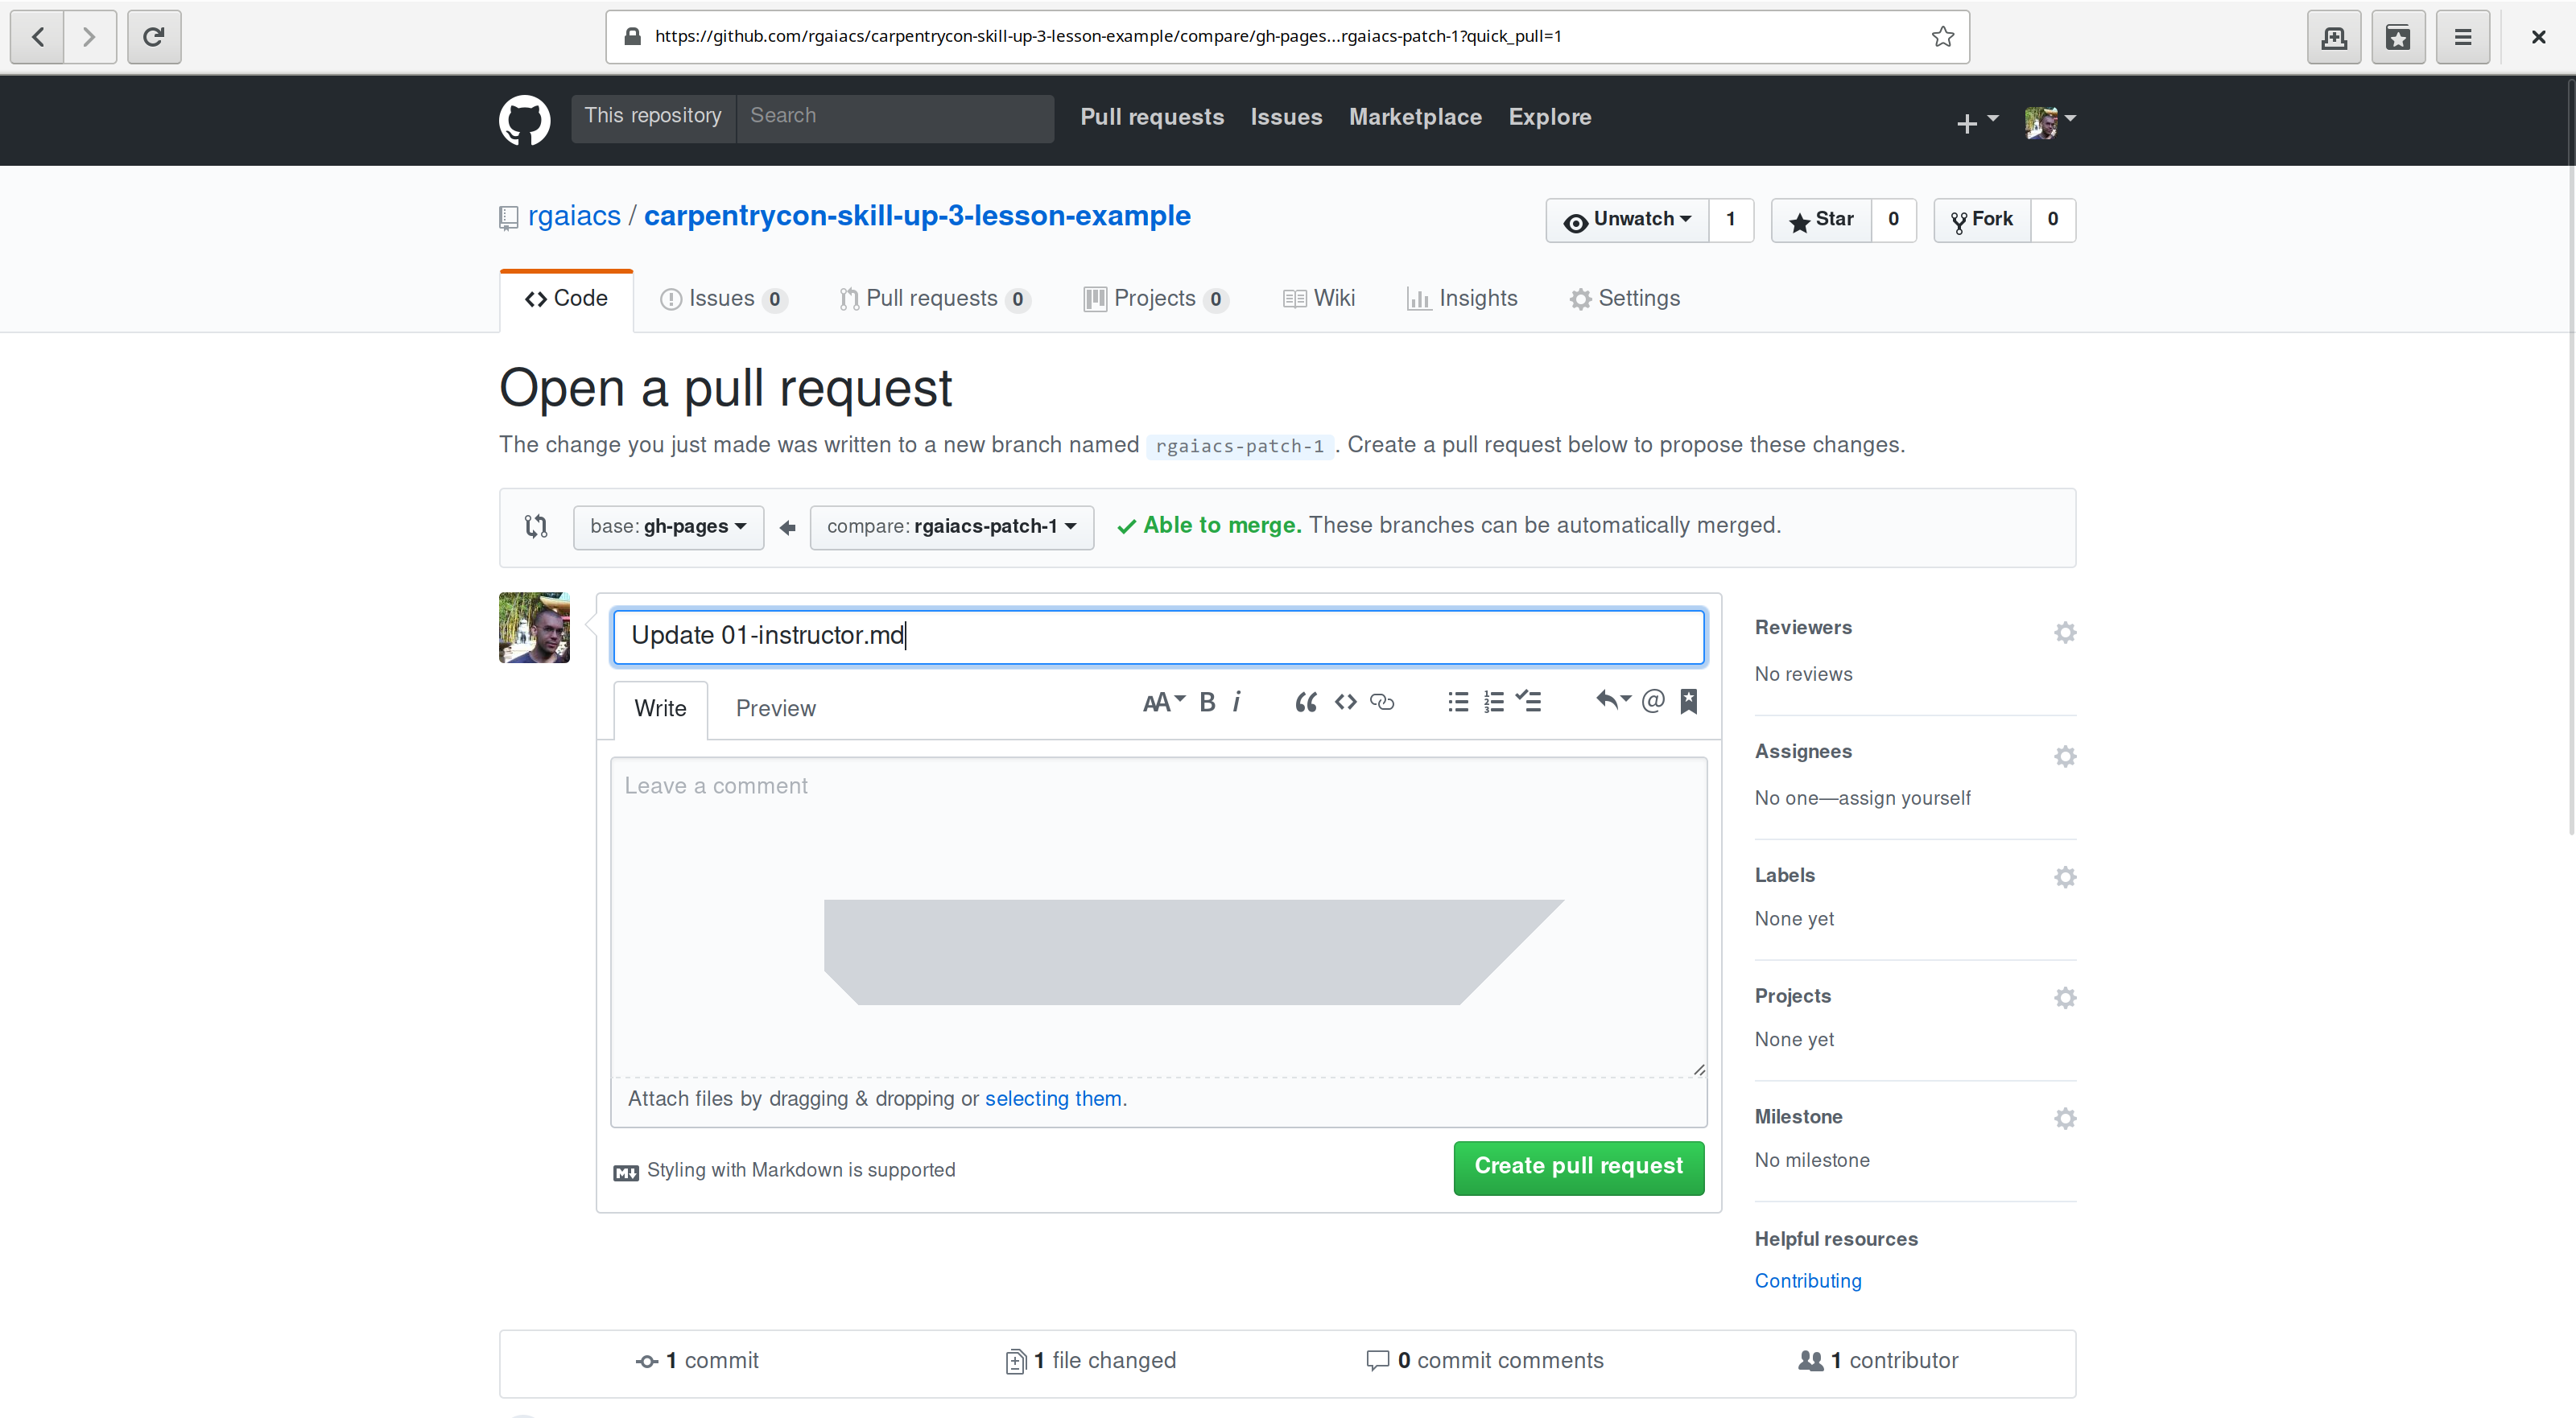 https://github.com/rgaiacs/carpentrycon-skill-up-3-lesson-example/compare/gh-pages...rgaiacs-patch-1?quick_pull=1
This repository Search Pull requests Issues Marketplace Explore
rgaiacs / carpentrycon-skill-up-3-lesson-example Unwatch 1 Star 0 Fork 0
Code Issues 0 Pull requests 0 Projects 0 Wiki Insights Settings
Open a pull request
The change you just made was written to a new branch named rgaiacs-patch-1. Create a pull request below to propose these changes.
base: gh-pages compare: rgaiacs-patch-1 Able to merge. These branches can be automatically merged.
Update 01-instructor.md
Write Preview AA B i @
Leave a comment
Attach files by dragging & dropping or selecting them.
Styling with Markdown is supported
Create pull request
Reviewers
No reviews
Assignees
No one—assign yourself
Labels
None yet
Projects
None yet
Milestone
No milestone
Helpful resources
Contributing
1 commit 1 file changed 0 commit comments 1 contributor